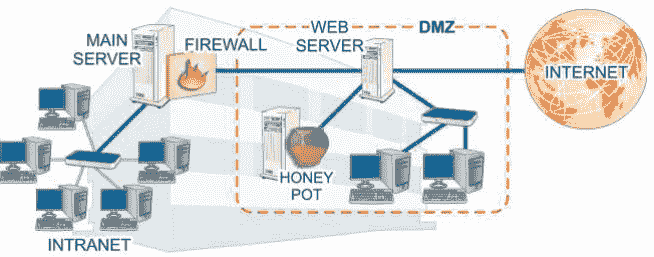 MAIN
SERVER
FIREWALL
WEB
SERVER
DMZ
INTERNET
HONEY
POT
INTRANET